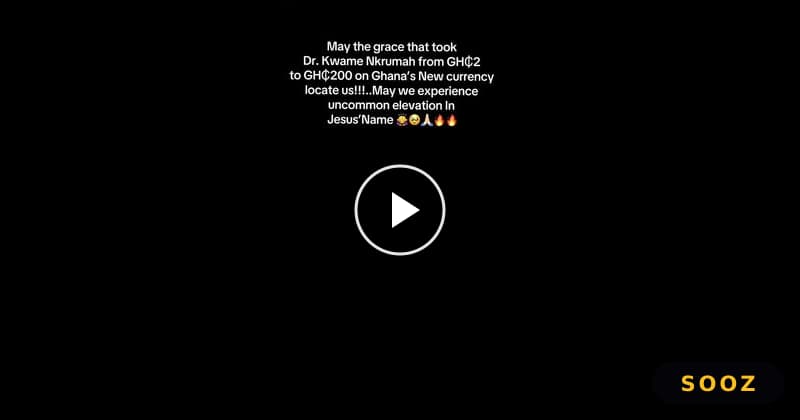 May the grace that took
Dr. Kwame Nkrumah from GH₵2
to GH₵200 on Ghana's New currency
locate us!!!..May we experience
uncommon elevation In
Jesus'Name 🙇🥹🙏🏻🔥🔥
SOOZ